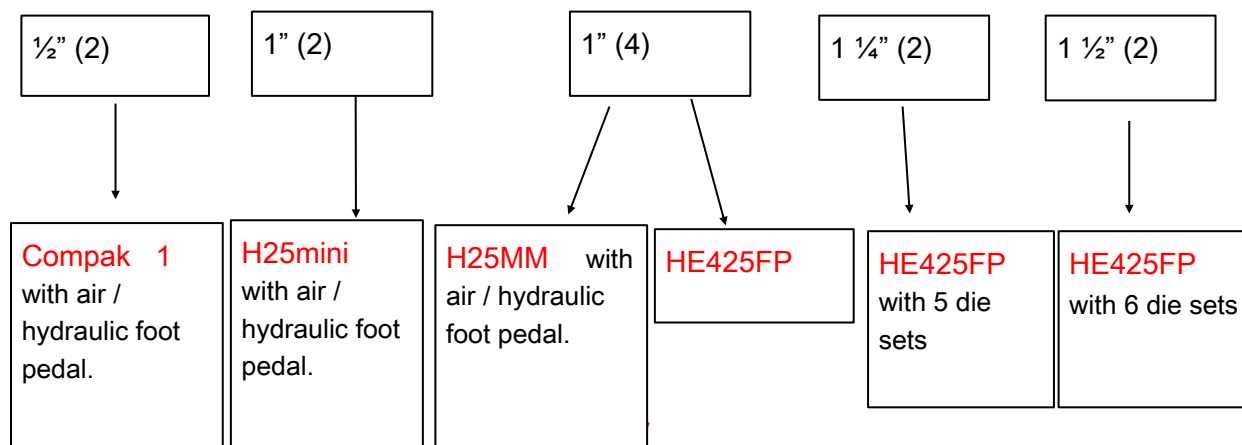 ½” (2)
1” (2)
1” (4)
1 ¼” (2)
1 ½” (2)
Compak 1
with air /
hydraulic foot
pedal.
H25mini
with air /
hydraulic foot
pedal.
H25MM with
air / hydraulic
foot pedal.
HE425FP
HE425FP
with 5 die
sets
HE425FP
with 6 die sets